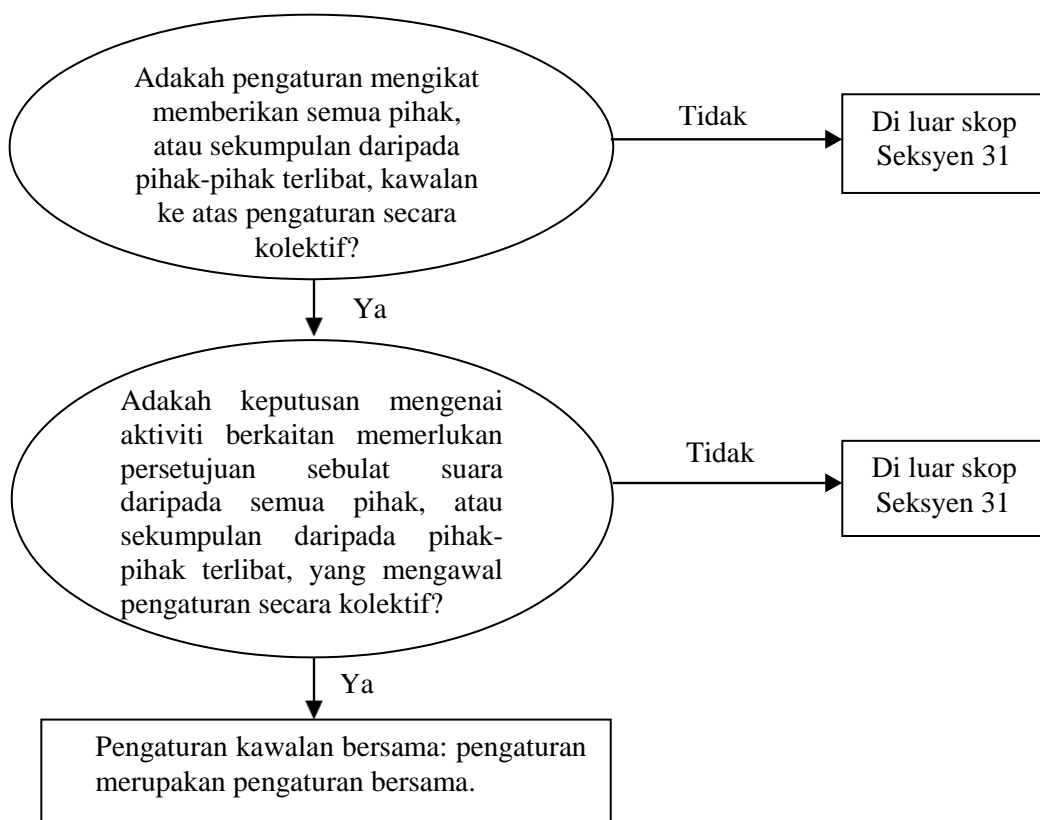 Adakah pengaturan mengikat
memberikan semua pihak,
atau sekumpulan daripada
pihak-pihak terlibat, kawalan
ke atas pengaturan secara
kolektif?
Tidak
Di luar skop
Seksyen 31
Ya
Adakah keputusan mengenai
aktiviti berkaitan memerlukan
persetujuan sebulat suara
daripada semua pihak, atau
sekumpulan daripada pihak-
pihak terlibat, yang mengawal
pengaturan secara kolektif?
Tidak
Di luar skop
Seksyen 31
Ya
Pengaturan kawalan bersama: pengaturan
merupakan pengaturan bersama.